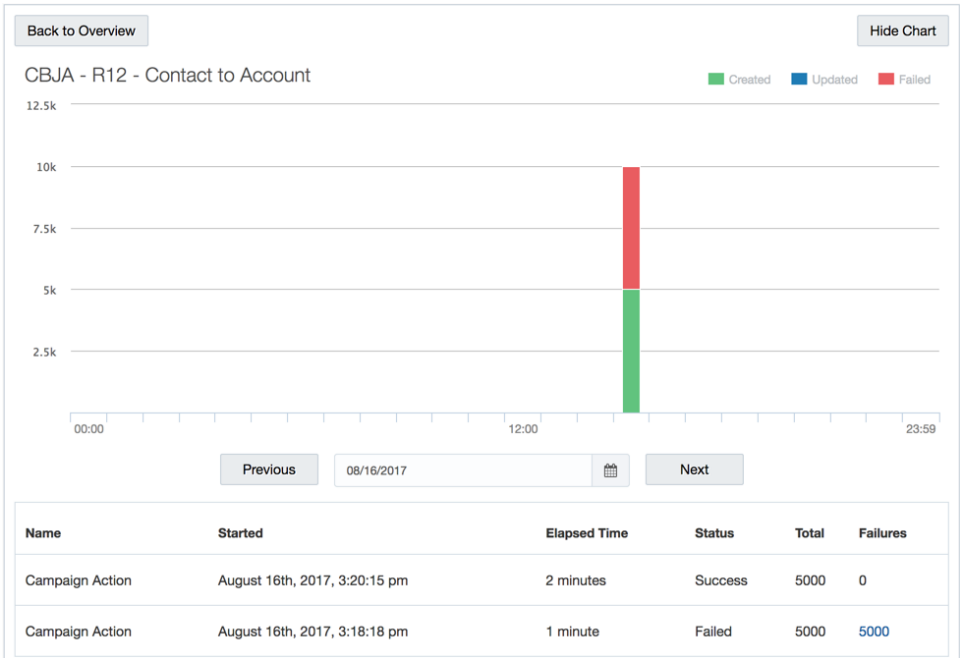 Back to Overview Hide Chart
CBJA - R12 - Contact to Account
Created Updated Failed
12.5k
10k
7.5k
5k
2.5k
00:00 12:00 23:59
Previous 08/16/2017 Next
Name Started Elapsed Time Status Total Failures
Campaign Action August 16th, 2017, 3:20:15 pm 2 minutes Success 5000 0
Campaign Action August 16th, 2017, 3:18:18 pm 1 minute Failed 5000 5000